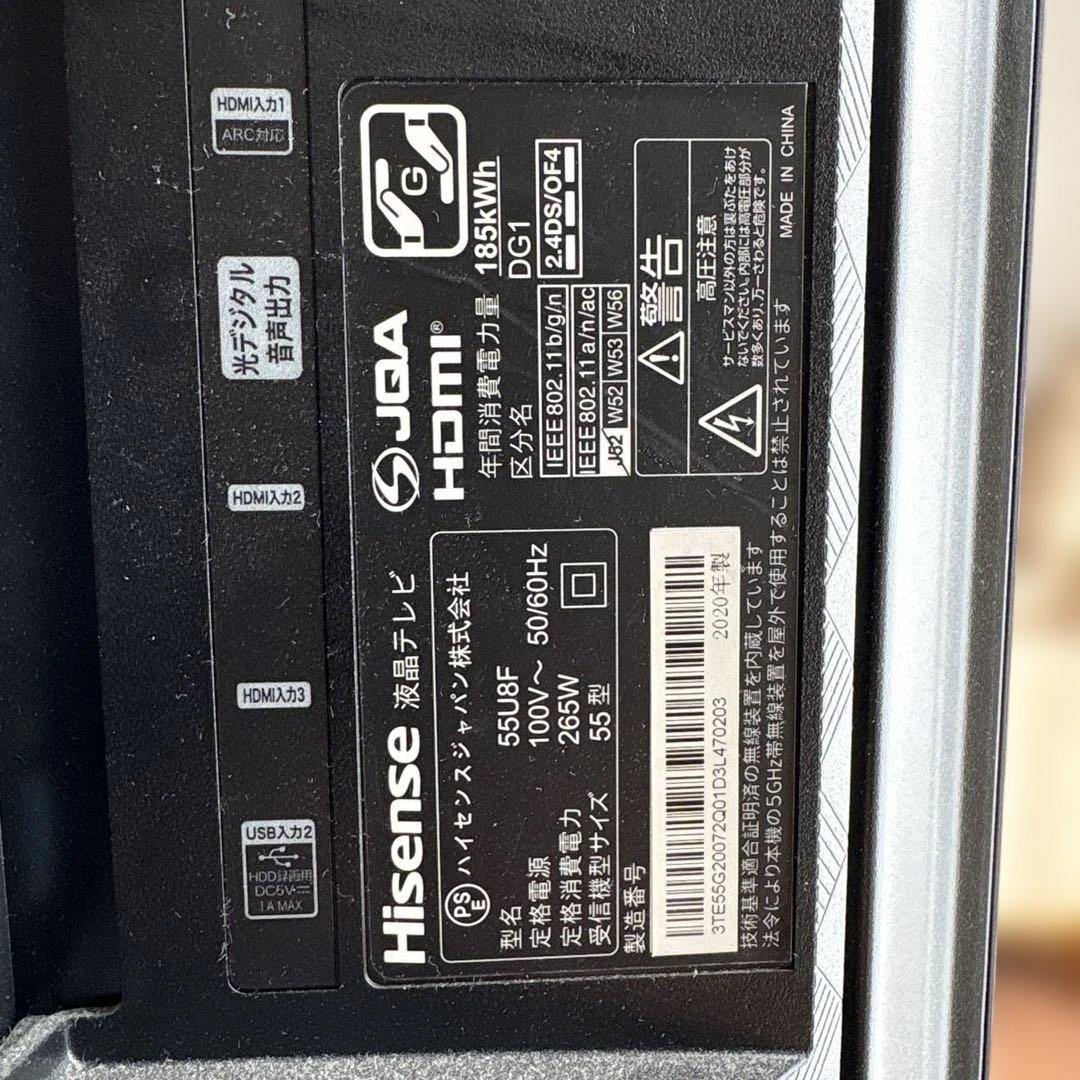 HDMI入力1
ARC対応
光デジタル
音声出力
HDMI入力2
HDMI入力3
USB入力2
HDD録画用
DC5V
1A MAX
Hisense 液晶テレビ
PSE ハイセンスジャパン株式会社
型名 55U8F
定格電源 100V～ 50/60Hz
定格消費電力 265W
受信機型サイズ 55型
製造番号
3TE55G20072Q01D3L470203 2020年製
技術基準適合証明済の無線装置を内蔵しています
法令により本機の5GHz帯無線装置を屋外で使用することは禁止されています
JQA
HDMI®
G
年間消費電力量 185kWh
区分名 DG1
IEEE802.11b/g/n
2.4DS/OF4
IEEE802.11a/n/ac
J52 W52 W53 W56
警告
高圧注意
サービスマン以外の方は裏ぶたをあけ
ないでください。内部には高電圧部分が
数多くあり、万一さわると危険です。
MADE IN CHINA